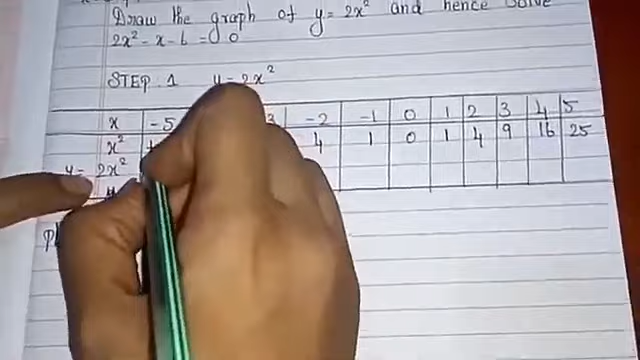 Draw the graph of y = 2x² and hence solve
2x² - x - 6 = 0
STEP 1 y = 2x²
x -5 3 -2 -1 0 1 2 3 4 5
x² 4 1 0 1 4 9 16 25
y = 2x²